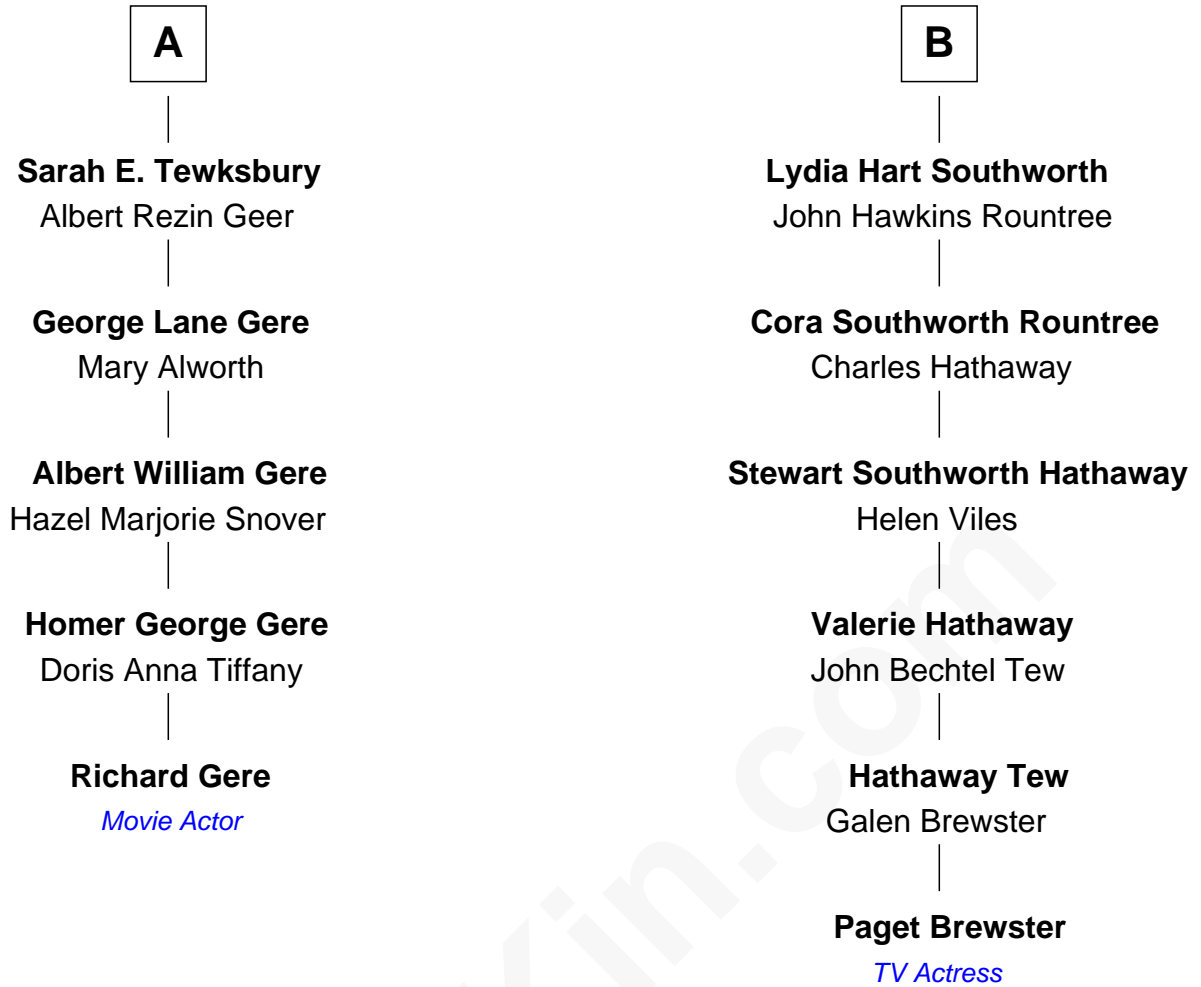 A
Sarah E. Tewksbury
Albert Rezin Geer
George Lane Gere
Mary Alworth
Albert William Gere
Hazel Marjorie Snover
Homer George Gere
Doris Anna Tiffany
Richard Gere
Movie Actor
B
Lydia Hart Southworth
John Hawkins Rountree
Cora Southworth Rountree
Charles Hathaway
Stewart Southworth Hathaway
Helen Viles
Valerie Hathaway
John Bechtel Tew
Hathaway Tew
Galen Brewster
Paget Brewster
TV Actress
Kin.com